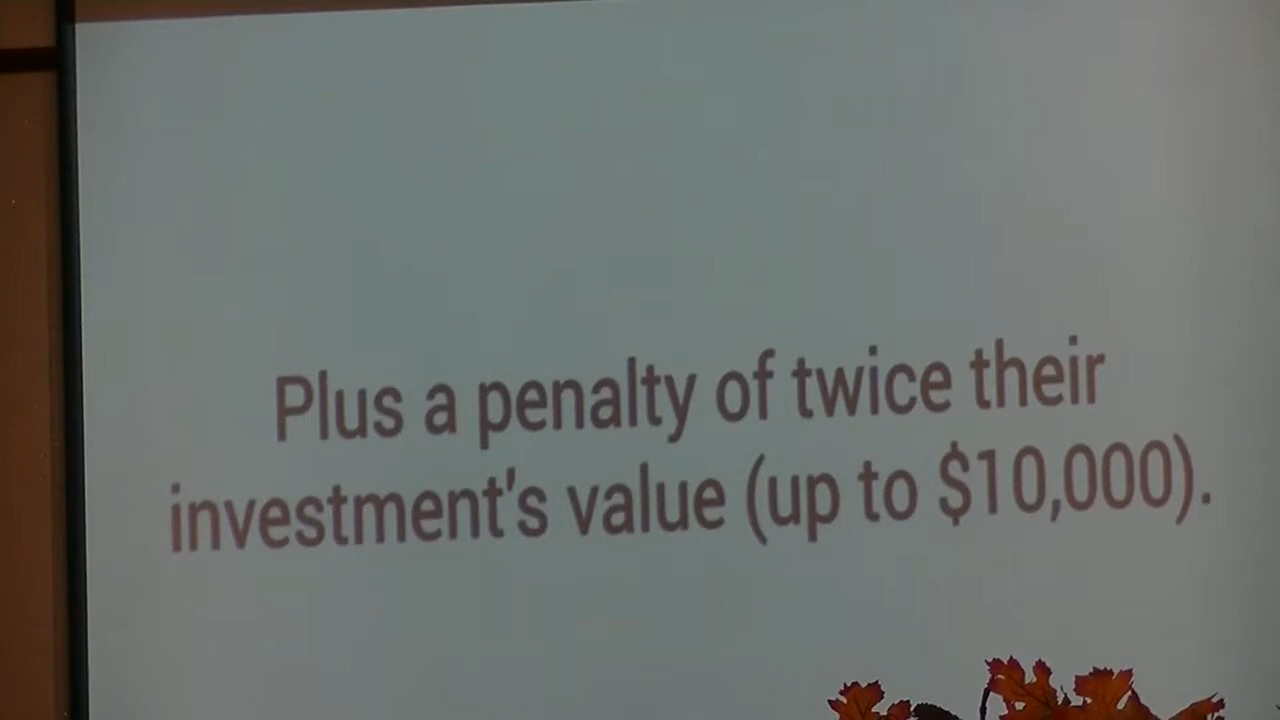 Plus a penalty of twice their
investment's value (up to $10,000).